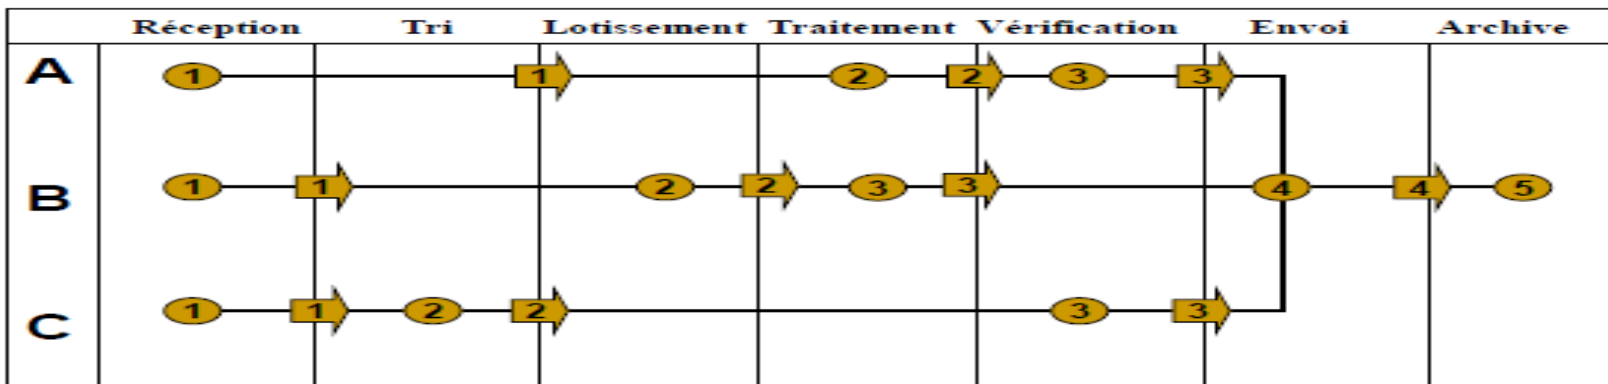 Réception Tri Lotissement Traitement Vérification Envoi Archive
A 1 1 2 2 3 3
B 1 1 2 2 3 3 4 4 5
C 1 1 2 2 3 3